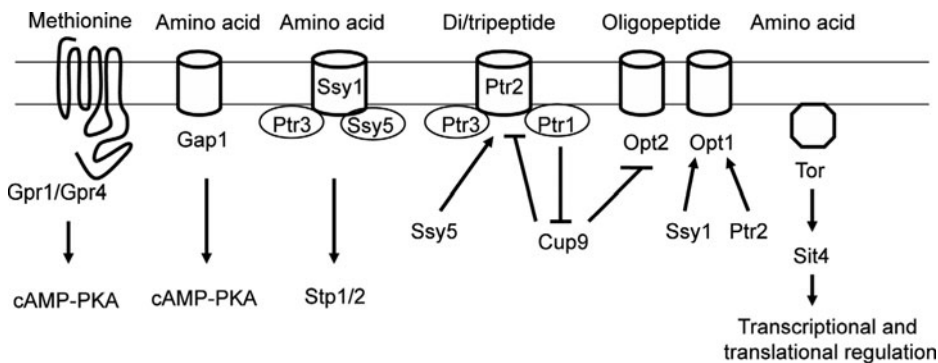 Methionine Amino acid Amino acid Di/tripeptide Oligopeptide Amino acid
Ssy1 Ptr2
Ptr3 Ssy5 Ptr3 Ptr1
Gap1 Opt2 Opt1
Tor
Gpr1/Gpr4
Ssy5 Cup9 Ssy1 Ptr2
Sit4
cAMP-PKA cAMP-PKA Stp1/2
Transcriptional and
translational regulation